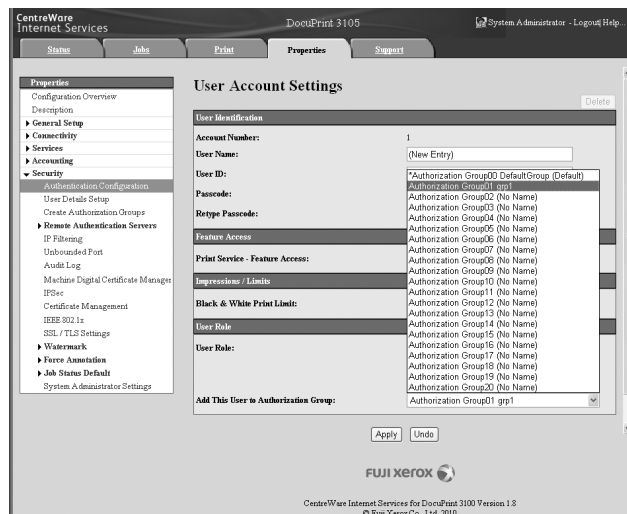 CentreWare
Internet Services
DocuPrint 3105
System Administrator - Logout| Help...
Status
Jobs
Print
Properties
Support
Properties
Configuration Overview
Description
General Setup
Connectivity
Services
Accounting
Security
Authentication Configuration
User Details Setup
Create Authorization Groups
Remote Authentication Servers
IP Filtering
Unbounded Port
Audit Log
Machine Digital Certificate Manager
IPSec
Certificate Management
IEEE 802.1x
SSL / TLS Settings
Watermark
Force Annotation
Job Status Default
System Administrator Settings
User Account Settings
Delete
User Identification
Account Number: 1
User Name: (New Entry)
User ID:
Passcode:
Retype Passcode:
Feature Access
Print Service - Feature Access:
Impressions / Limits
Black & White Print Limit:
User Role
User Role:
*Authorization Group00 DefaultGroup (Default)
Authorization Group01 grp1
Authorization Group02 (No Name)
Authorization Group03 (No Name)
Authorization Group04 (No Name)
Authorization Group05 (No Name)
Authorization Group06 (No Name)
Authorization Group07 (No Name)
Authorization Group08 (No Name)
Authorization Group09 (No Name)
Authorization Group10 (No Name)
Authorization Group11 (No Name)
Authorization Group12 (No Name)
Authorization Group13 (No Name)
Authorization Group14 (No Name)
Authorization Group15 (No Name)
Authorization Group16 (No Name)
Authorization Group17 (No Name)
Authorization Group18 (No Name)
Authorization Group19 (No Name)
Authorization Group20 (No Name)
Add This User to Authorization Group: Authorization Group01 grp1
Apply
Undo
FUJI XEROX
CentreWare Internet Services for DocuPrint 3100 Version 1.8
© Fuji Xerox Co., Ltd. 2010